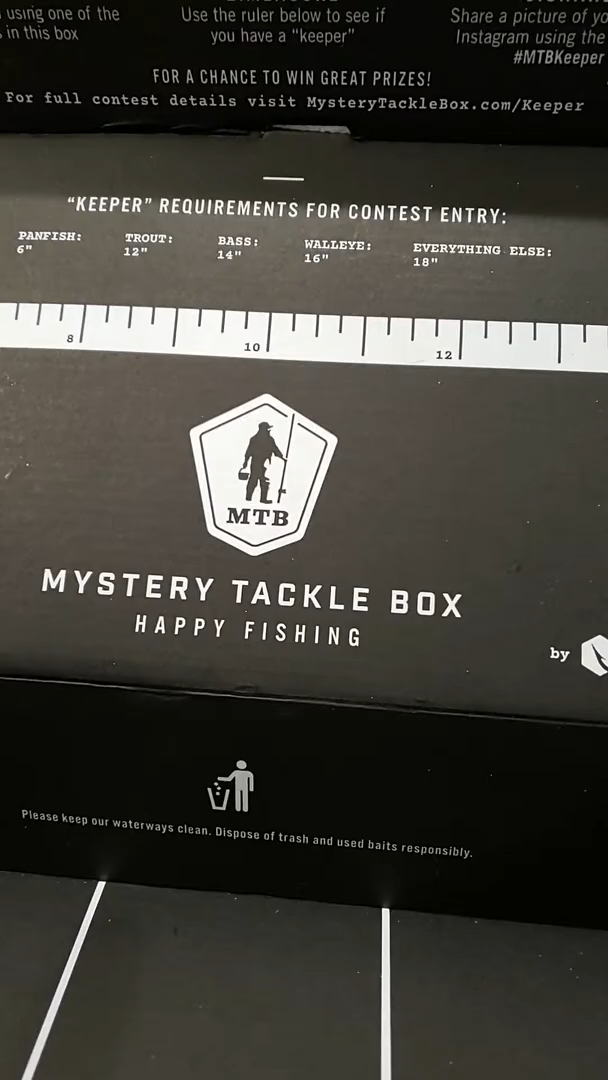 using one of the
in this box
Use the ruler below to see if
you have a “keeper”
Share a picture of yo
Instagram using the
#MTBKeeper
FOR A CHANCE TO WIN GREAT PRIZES!
For full contest details visit MysteryTackleBox.com/Keeper
“KEEPER” REQUIREMENTS FOR CONTEST ENTRY:
PANFISH: TROUT: BASS: WALLEYE: EVERYTHING ELSE:
6" 12" 14" 16" 18"
8 10 12
MTB
MYSTERY TACKLE BOX
HAPPY FISHING
by
Please keep our waterways clean. Dispose of trash and used baits responsibly.